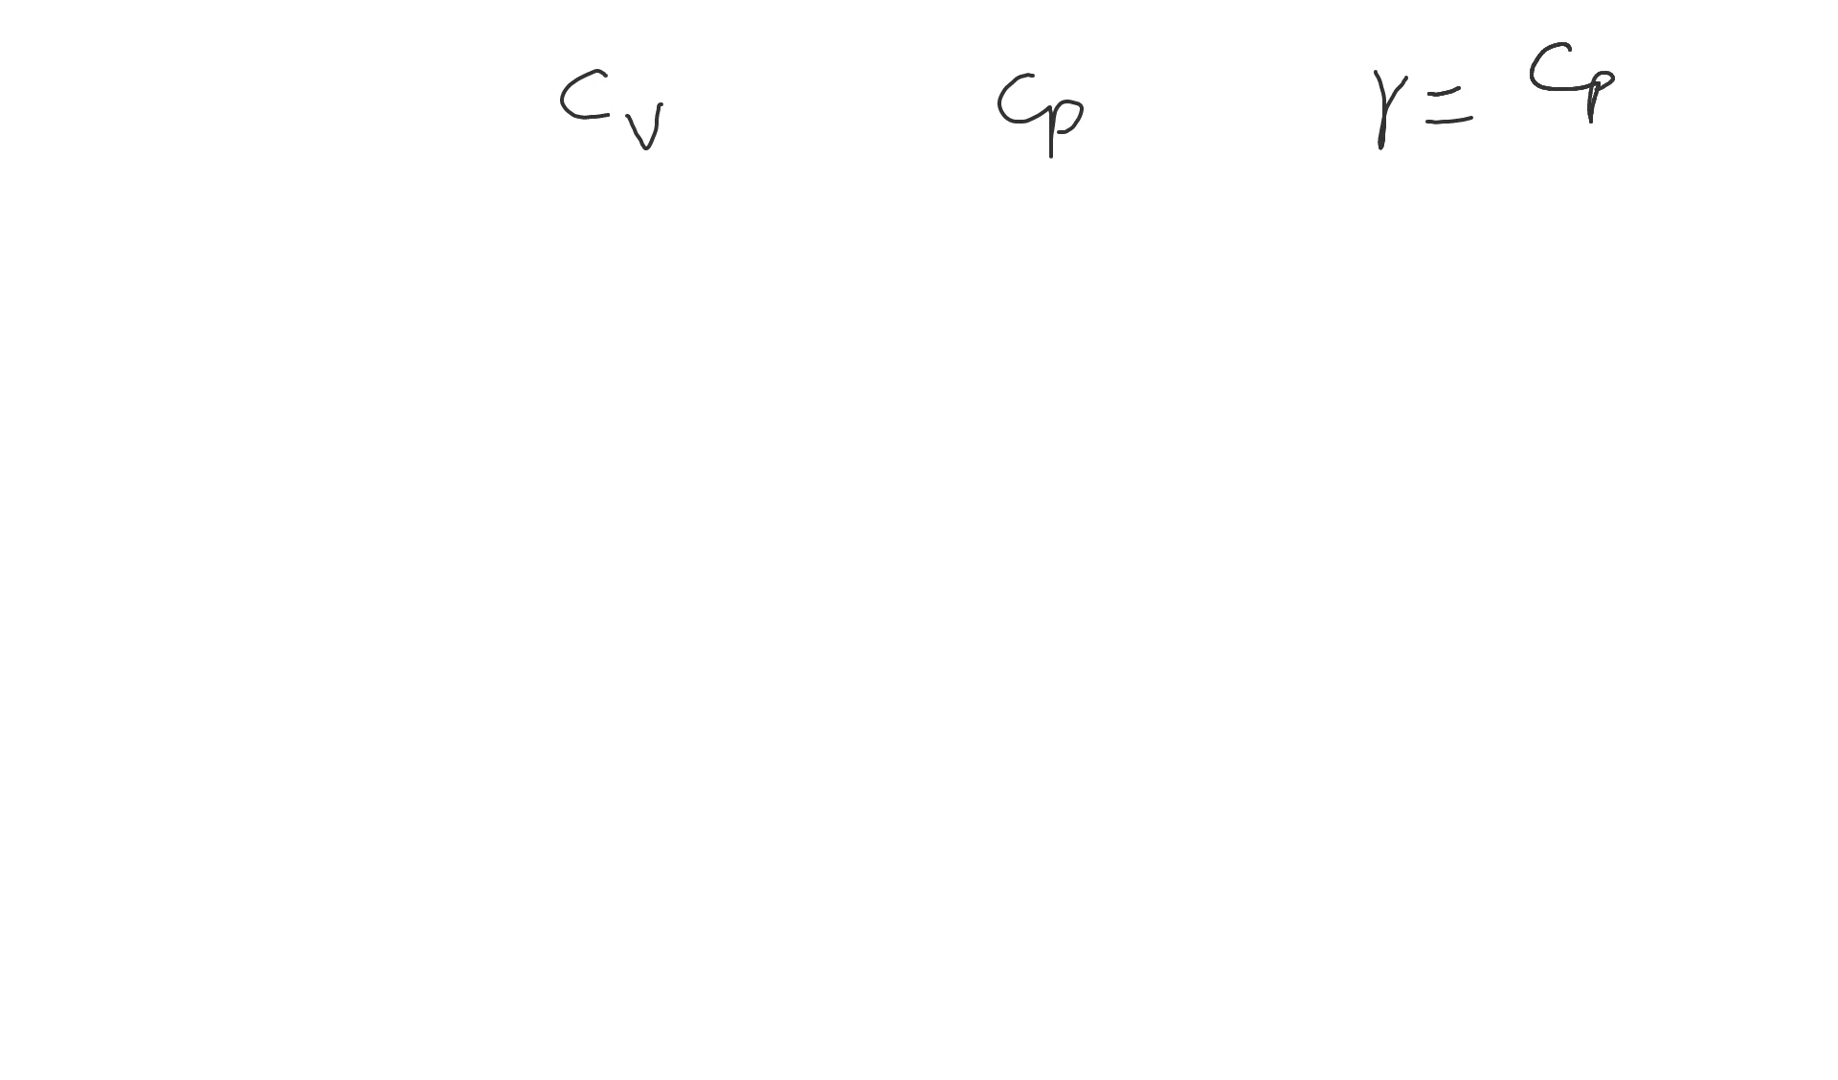 Cv Cp γ = Cp